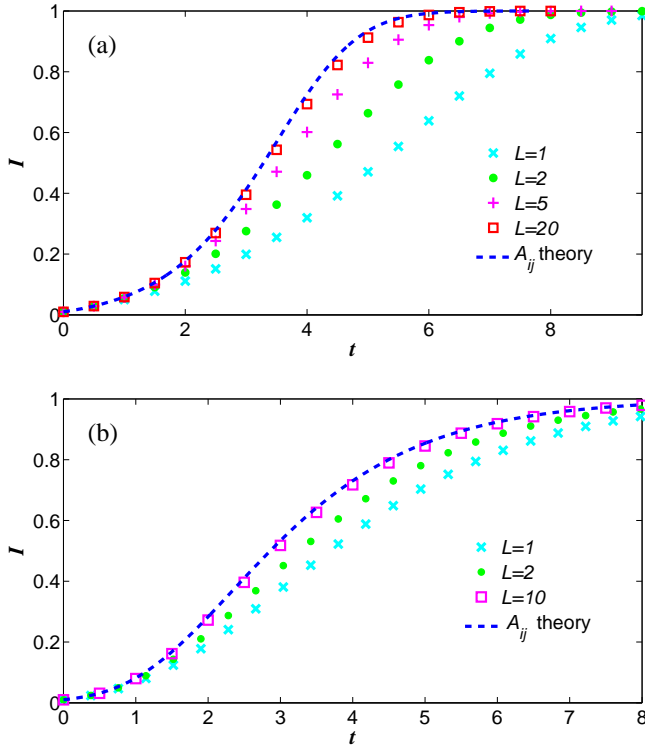 1
(a)
0.8
0.6
I
L=1
L=2
0.4
L=5
L=20
0.2
A_ij theory
0
0 2 4 6 8
t
1
(b)
0.8
0.6
I
L=1
0.4
L=2
L=10
0.2
A_ij theory
0
0 1 2 3 4 5 6 7 8
t